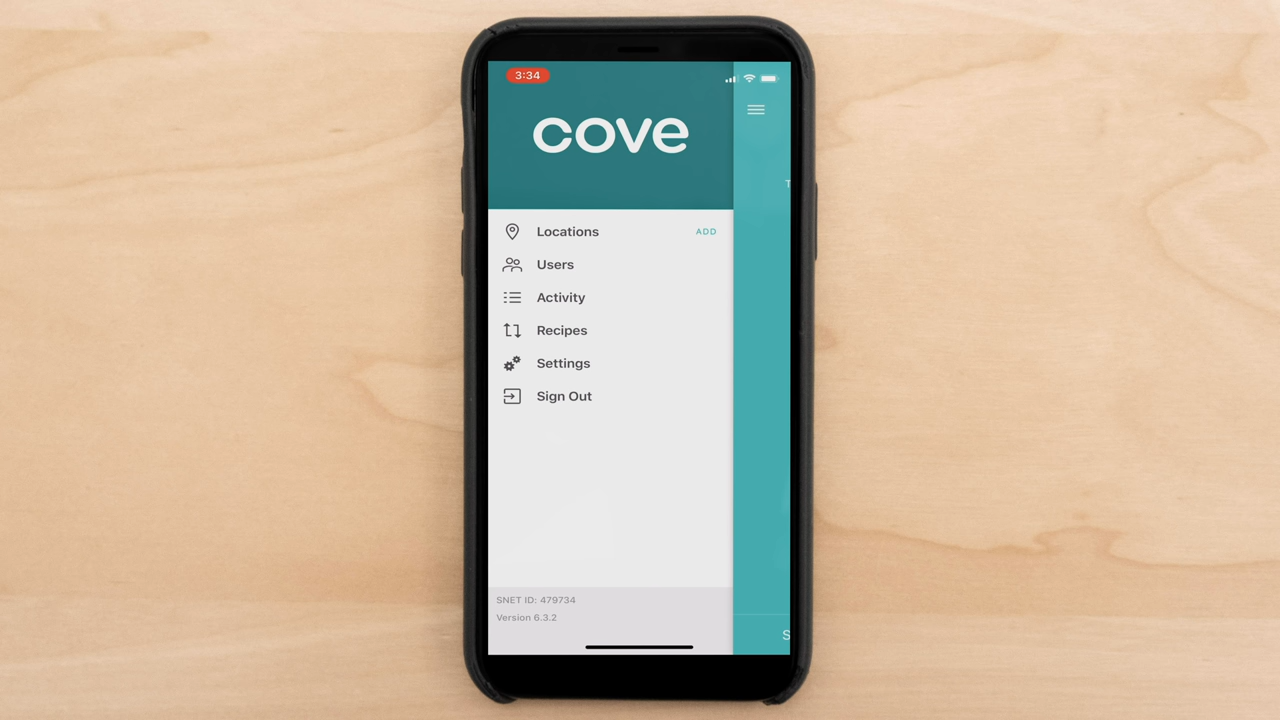 3:34
cove
Locations ADD
Users
Activity
Recipes
Settings
Sign Out
SNET ID: 479734
Version 6.3.2
T
S